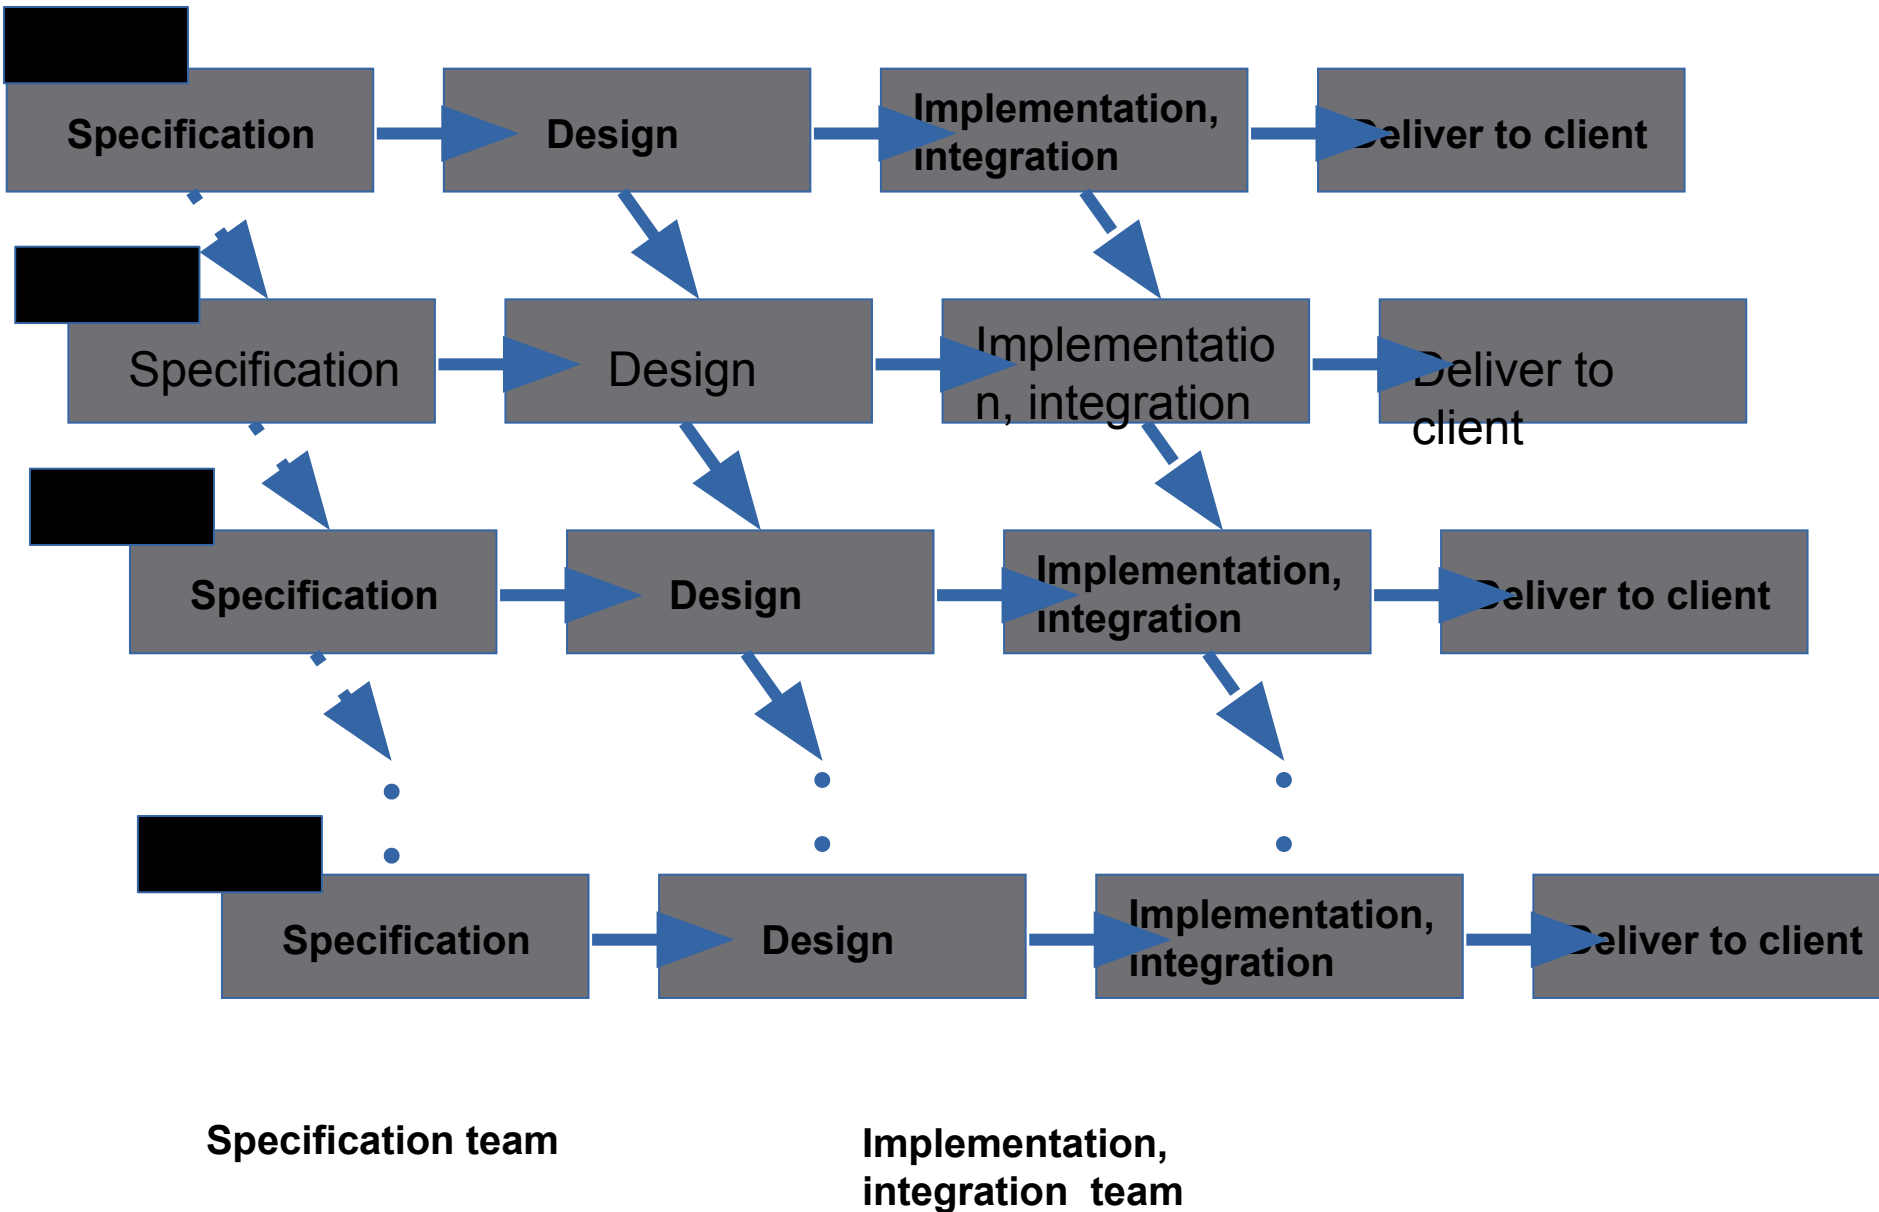 Specification
Design
Implementation,
integration
Deliver to client
Specification
Design
Implementatio
n, integration
Deliver to
client
Specification
Design
Implementation,
integration
Deliver to client
Specification
Design
Implementation,
integration
Deliver to client
Specification team
Implementation,
integration team